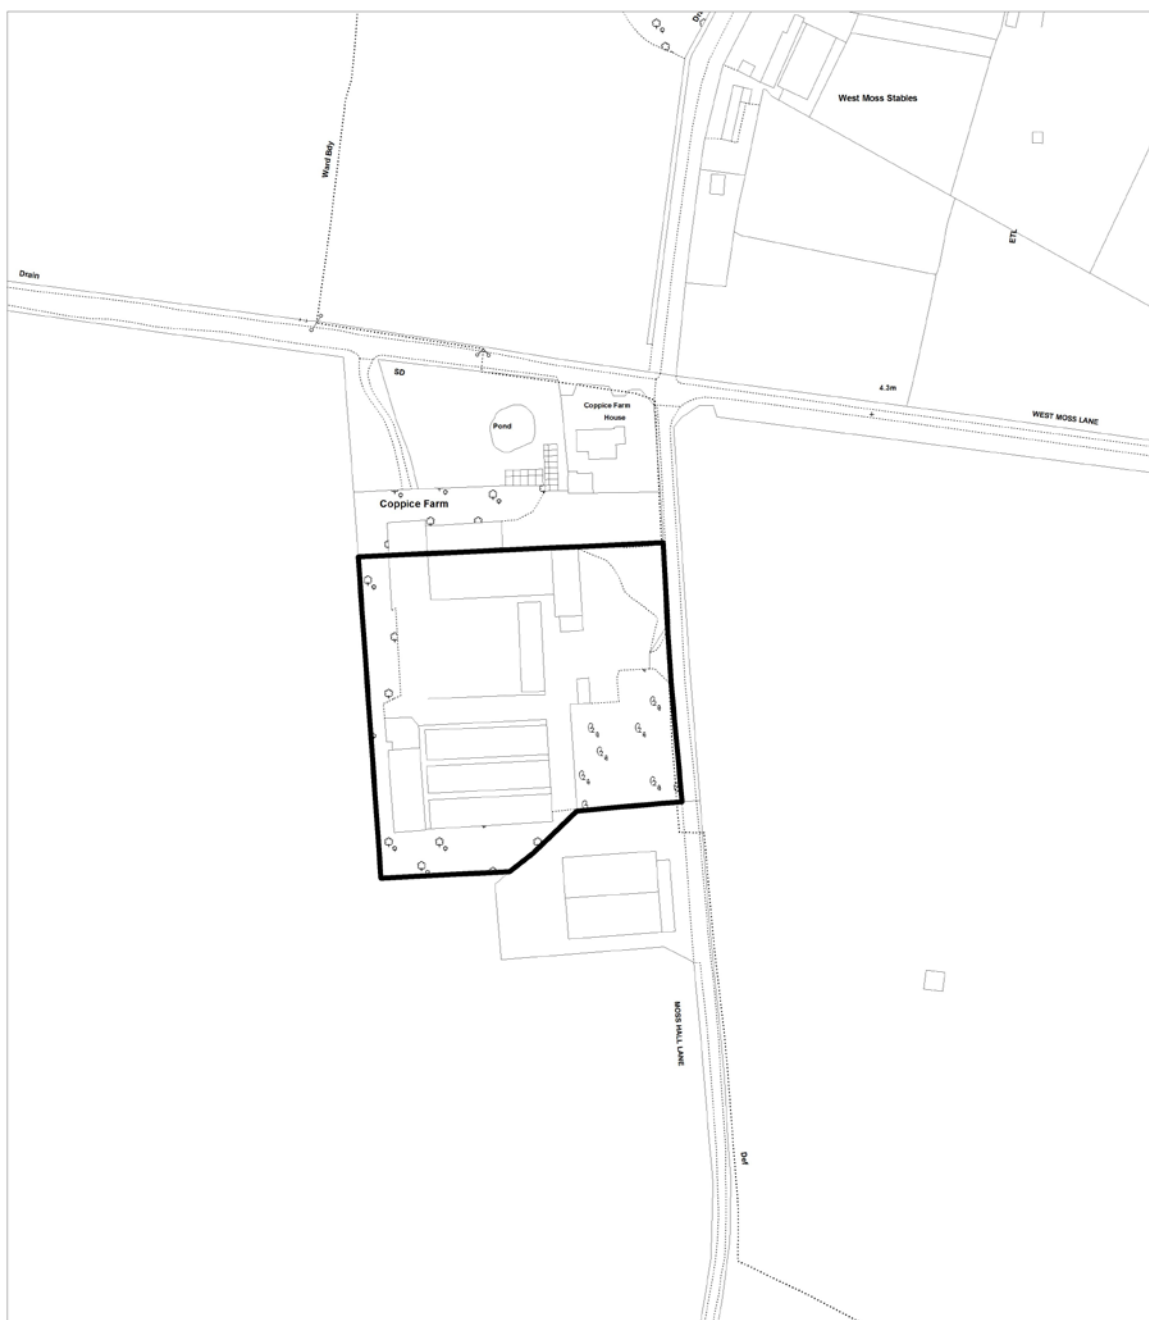 Dra
West Moss Stables
Ward Bdy
ETL
Drain
SD
4.3m
Coppice Farm
House
WEST MOSS LANE
Pond
Coppice Farm
MOSS HALL LANE
Def